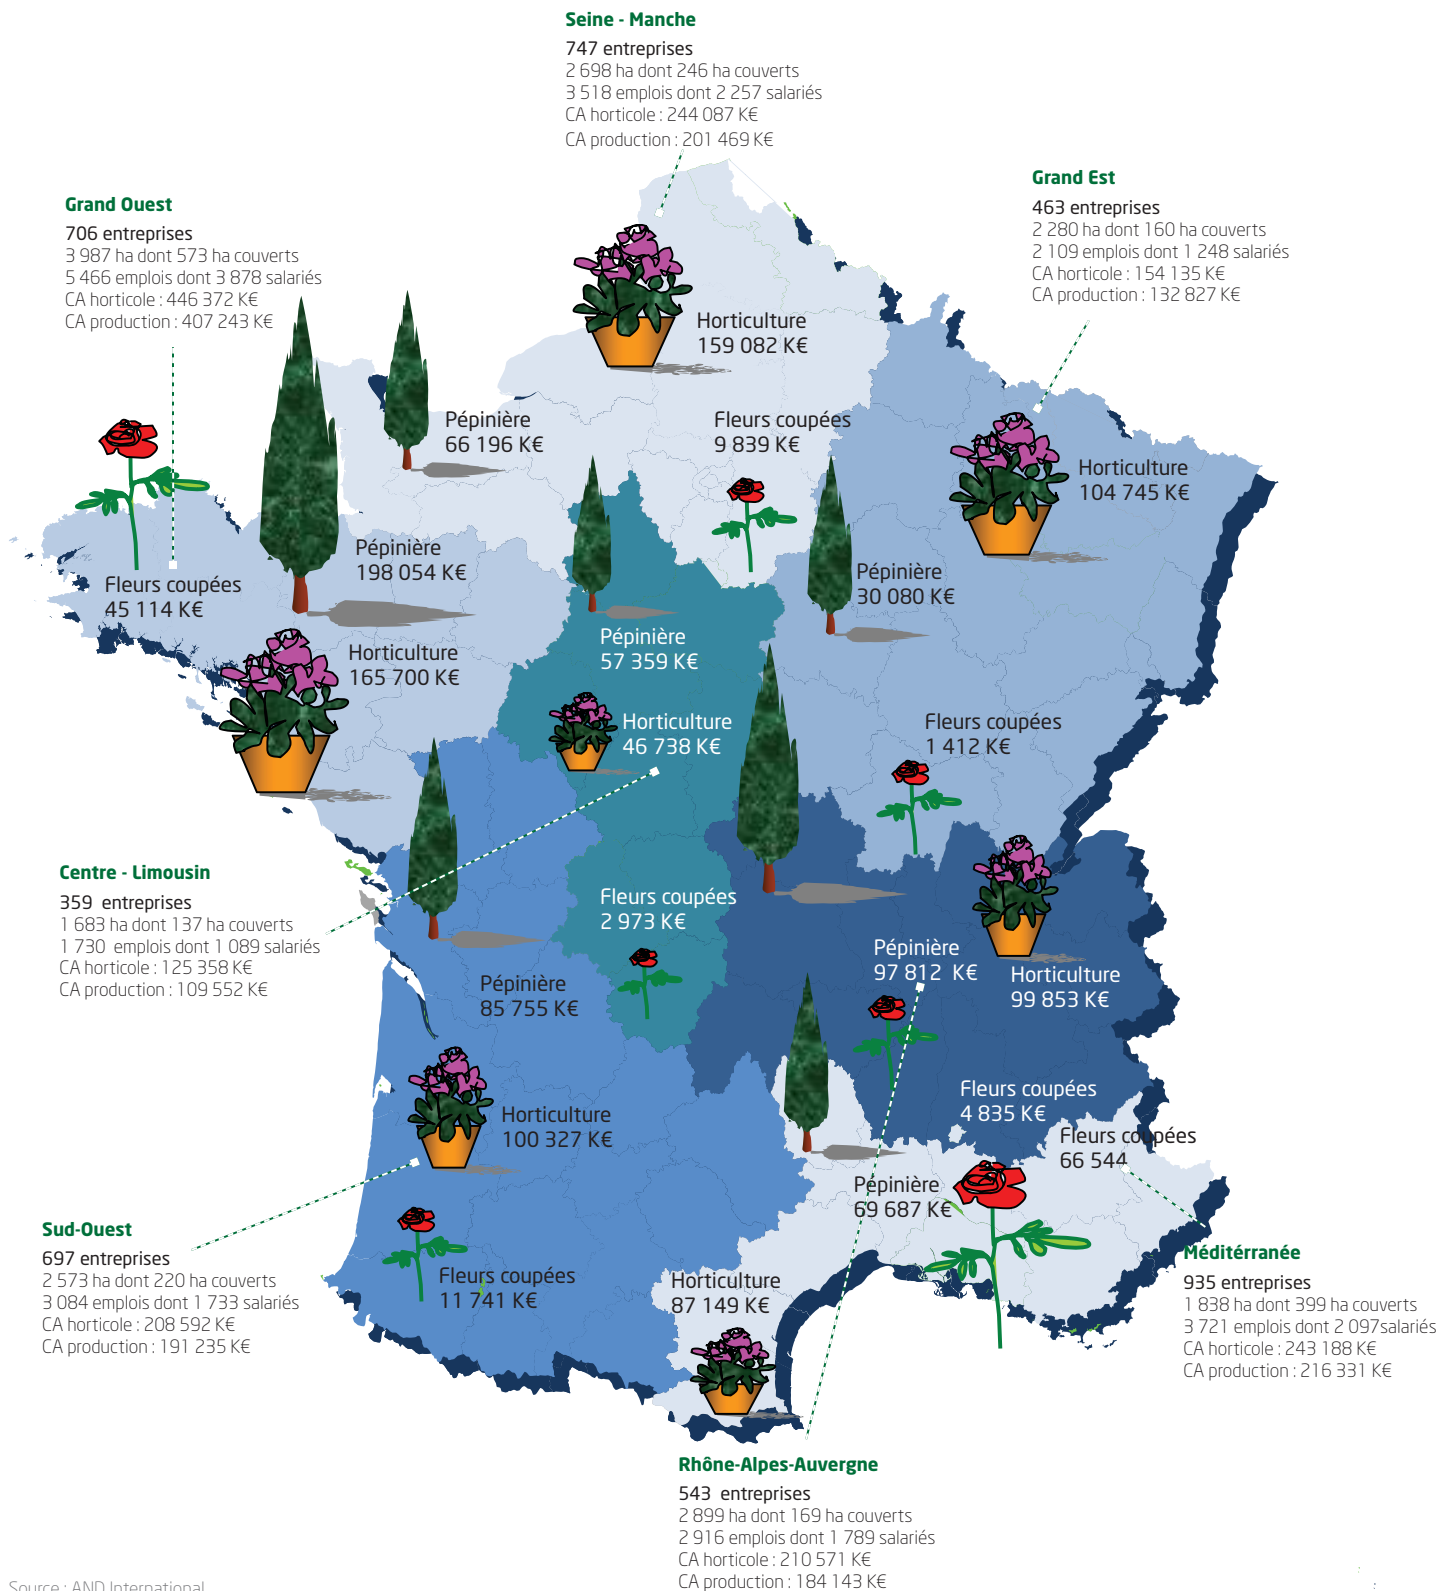 Seine - Manche
747 entreprises
2 698 ha dont 246 ha couverts
3 518 emplois dont 2 257 salariés
CA horticole : 244 087 K€
CA production : 201 469 K€
Grand Est
463 entreprises
2 280 ha dont 160 ha couverts
2 109 emplois dont 1 248 salariés
CA horticole : 154 135 K€
CA production : 132 827 K€
Grand Ouest
706 entreprises
3 987 ha dont 573 ha couverts
5 466 emplois dont 3 878 salariés
CA horticole : 446 372 K€
CA production : 407 243 K€
Horticulture
159 082 K€
Pépinière
66 196 K€
Fleurs coupées
9 839 K€
Horticulture
104 745 K€
Pépinière
198 054 K€
Fleurs coupées
45 114 K€
Pépinière
30 080 K€
Pépinière
57 359 K€
Horticulture
165 700 K€
Horticulture
46 738 K€
Fleurs coupées
1 412 K€
Centre - Limousin
359 entreprises
1 683 ha dont 137 ha couverts
1 730 emplois dont 1 089 salariés
CA horticole : 125 358 K€
CA production : 109 552 K€
Fleurs coupées
2 973 K€
Pépinière
97 812 K€
Horticulture
99 853 K€
Pépinière
85 755 K€
Fleurs coupées
4 835 K€
Horticulture
100 327 K€
Fleurs coupées
66 544
Pépinière
69 687 K€
Sud-Ouest
697 entreprises
2 573 ha dont 220 ha couverts
3 084 emplois dont 1 733 salariés
CA horticole : 208 592 K€
CA production : 191 235 K€
Fleurs coupées
11 741 K€
Horticulture
87 149 K€
Méditérranée
935 entreprises
1 838 ha dont 399 ha couverts
3 721 emplois dont 2 097salariés
CA horticole : 243 188 K€
CA production : 216 331 K€
Rhône-Alpes-Auvergne
543 entreprises
2 899 ha dont 169 ha couverts
2 916 emplois dont 1 789 salariés
CA horticole : 210 571 K€
CA production : 184 143 K€
Source : AND International